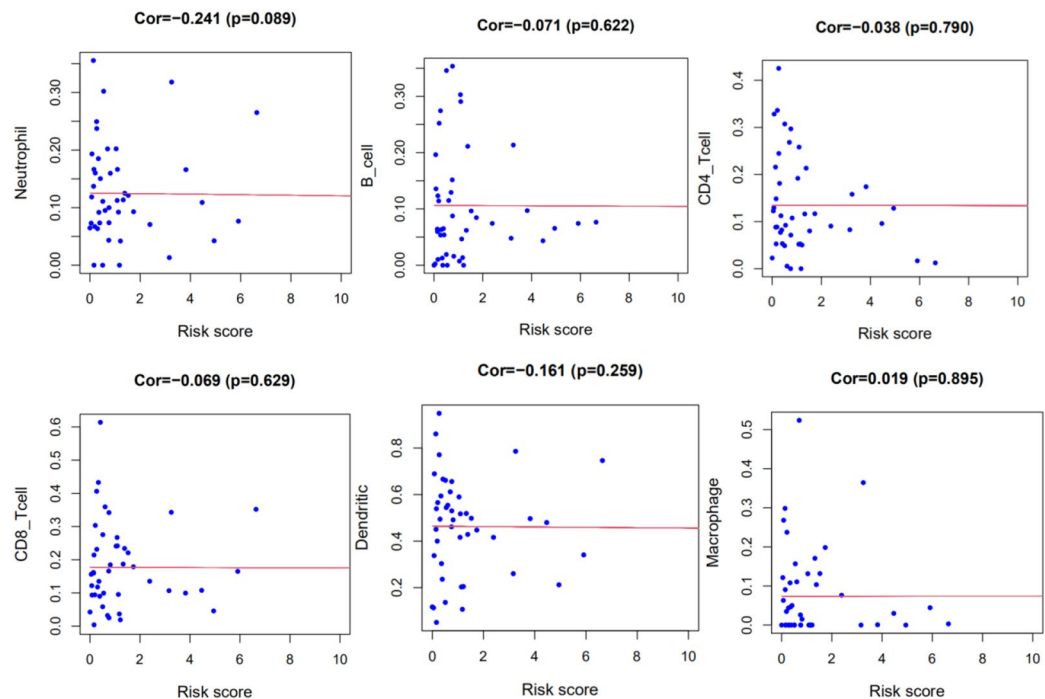 Cor=−0.241 (p=0.089)
Neutrophil
0.00 0.10 0.20 0.30
0 2 4 6 8 10
Risk score
Cor=−0.071 (p=0.622)
B_cell
0.00 0.10 0.20 0.30
0 2 4 6 8 10
Risk score
Cor=−0.038 (p=0.790)
CD4_Tcell
0.0 0.1 0.2 0.3 0.4
0 2 4 6 8 10
Risk score
Cor=−0.069 (p=0.629)
CD8_Tcell
0.0 0.1 0.2 0.3 0.4 0.5 0.6
0 2 4 6 8 10
Risk score
Cor=−0.161 (p=0.259)
Dendritic
0.2 0.4 0.6 0.8
0 2 4 6 8 10
Risk score
Cor=0.019 (p=0.895)
Macrophage
0.0 0.1 0.2 0.3 0.4 0.5
0 2 4 6 8 10
Risk score